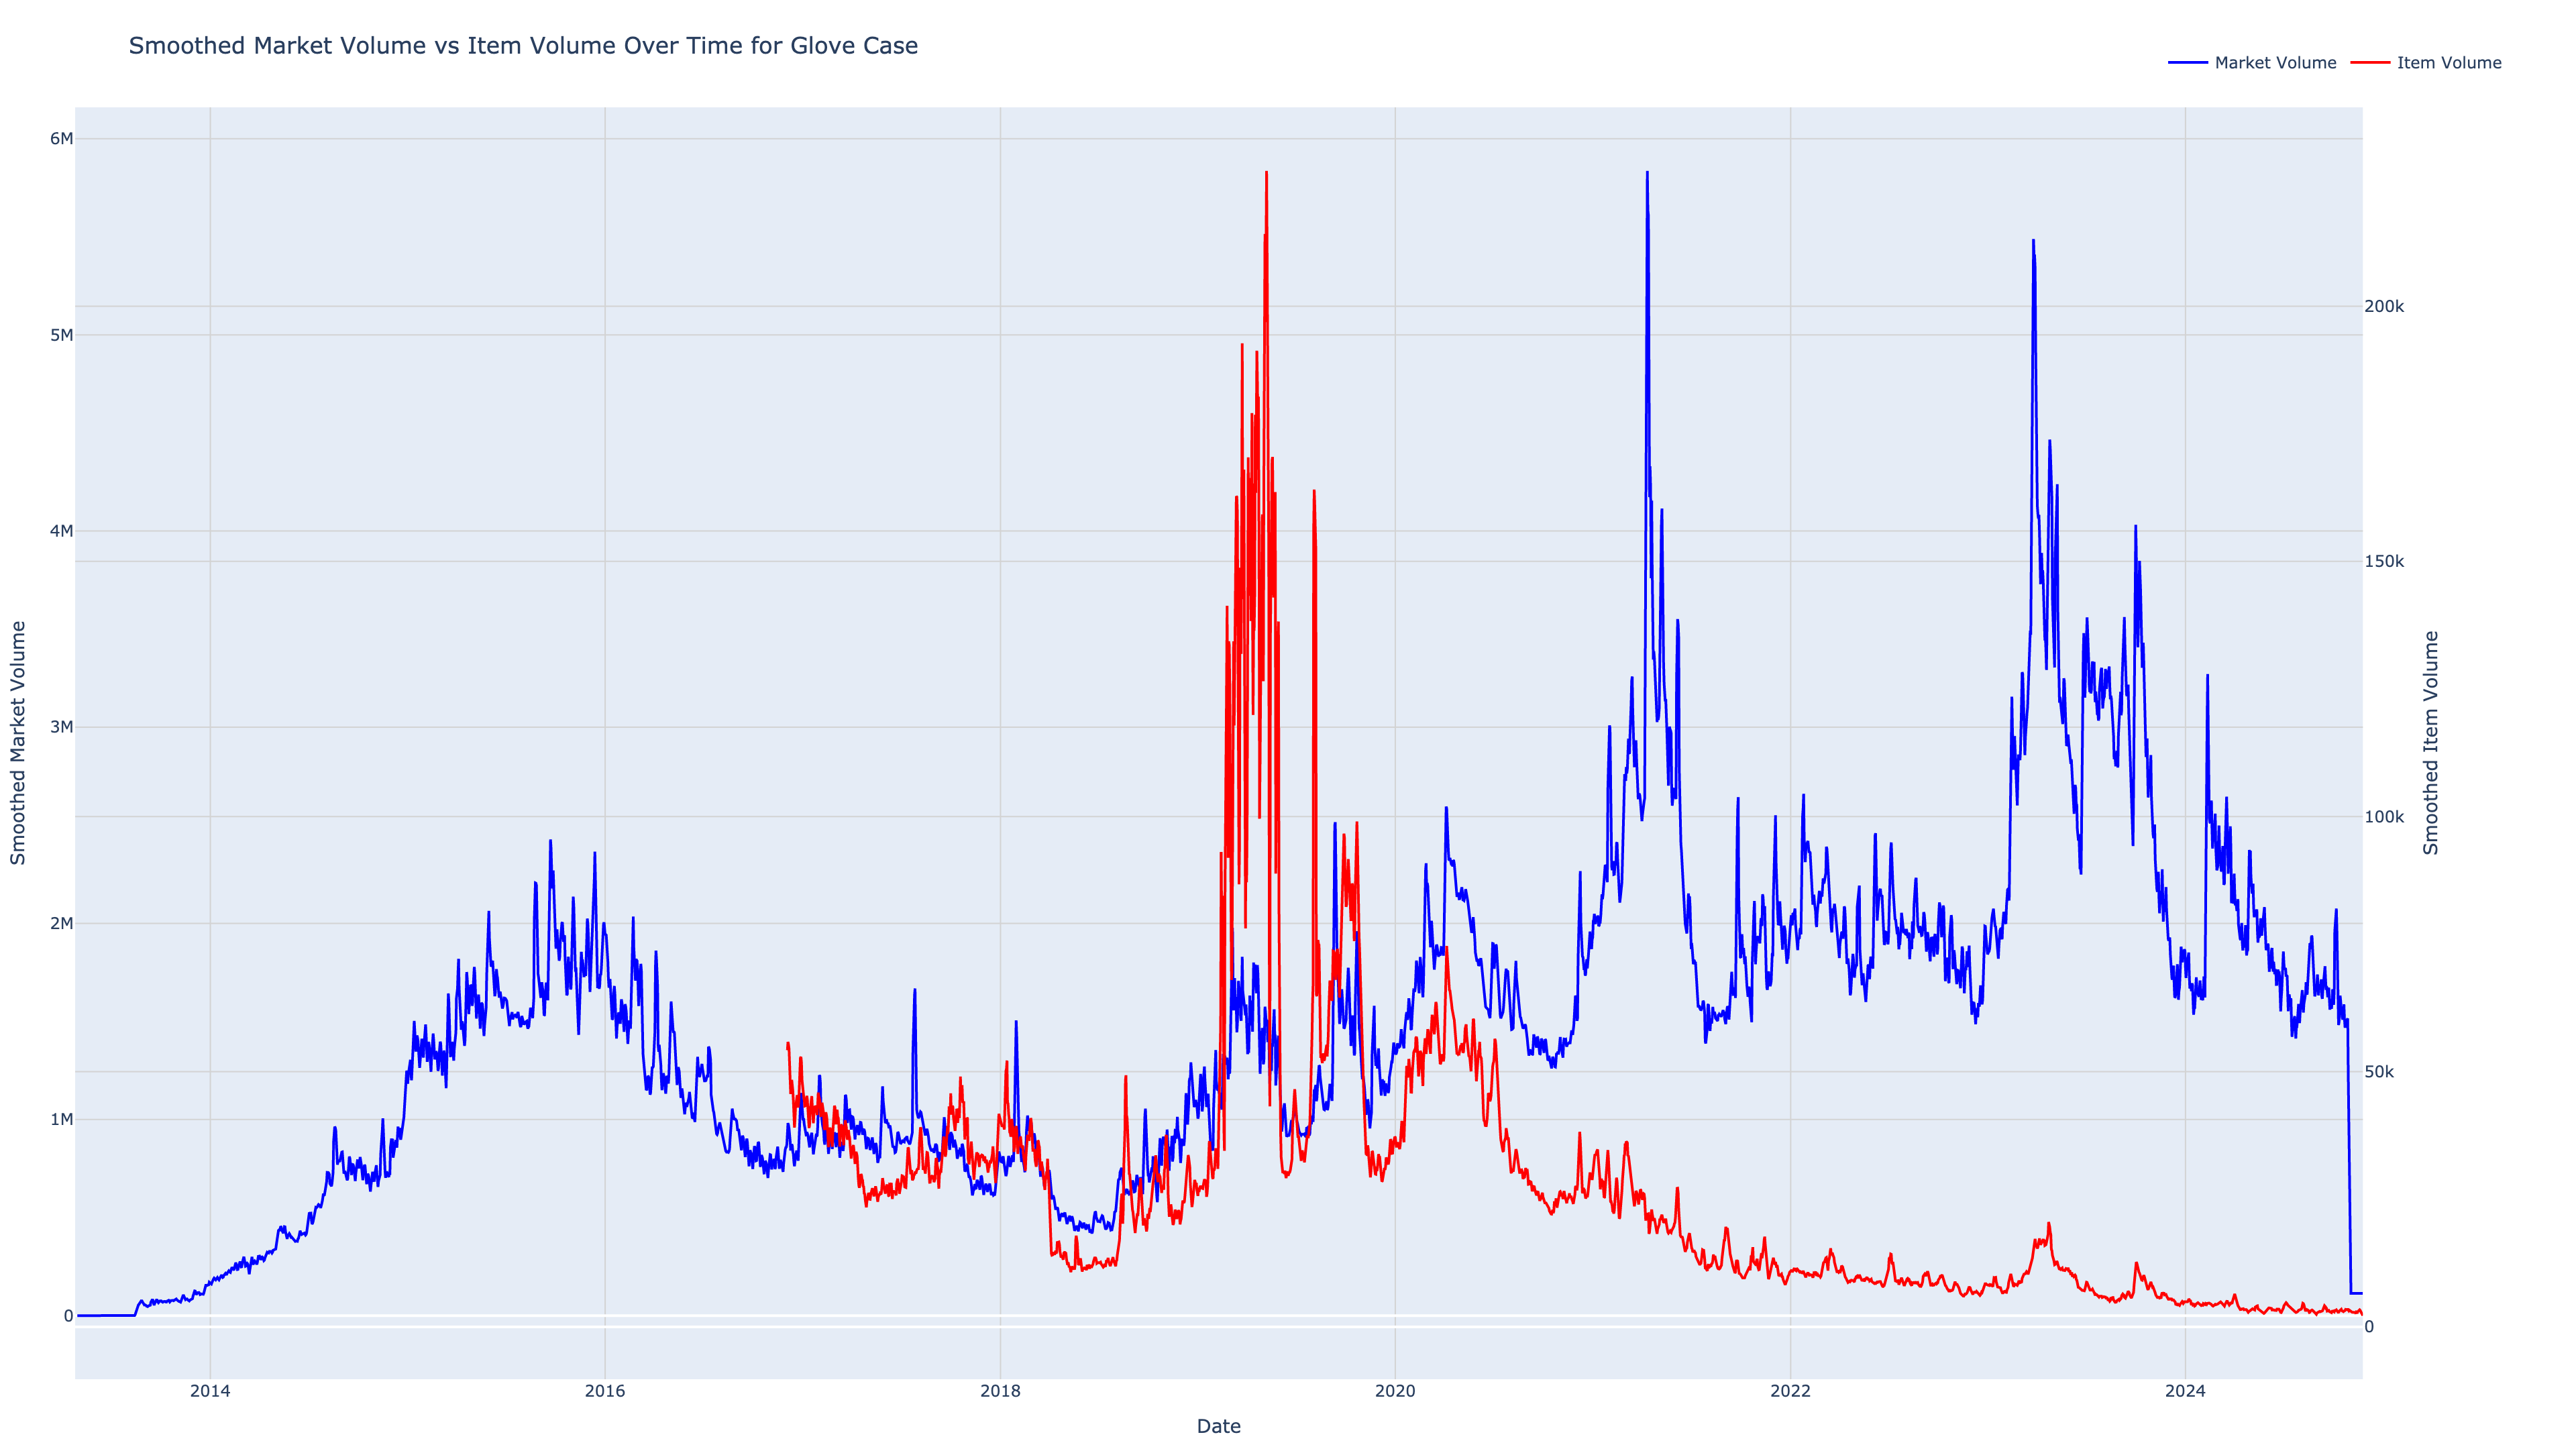 Smoothed Market Volume vs Item Volume Over Time for Glove Case
Market Volume
Item Volume
6M
5M
4M
3M
2M
1M
0
Smoothed Market Volume
200k
150k
100k
50k
0
Smoothed Item Volume
2014
2016
2018
2020
2022
2024
Date